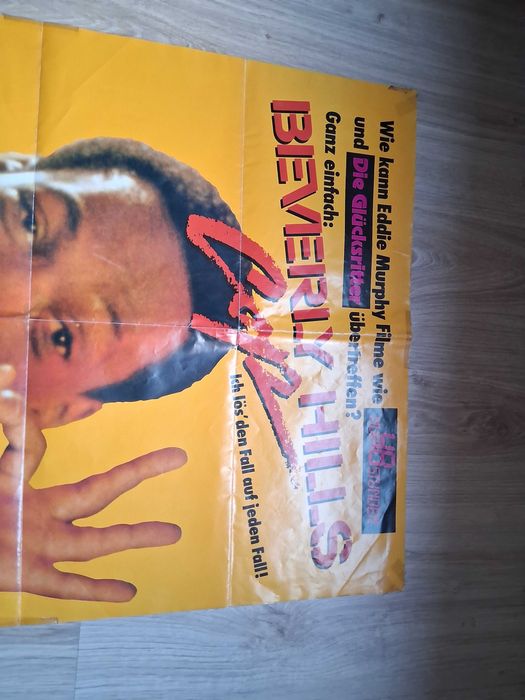 Wie kann Eddie Murphy Filme wie
und Die Glücksritter übertreffen?
Ganz einfach:
BEVERLY HILLS
Cop
Ich lös' den Fall auf jeden Fall!